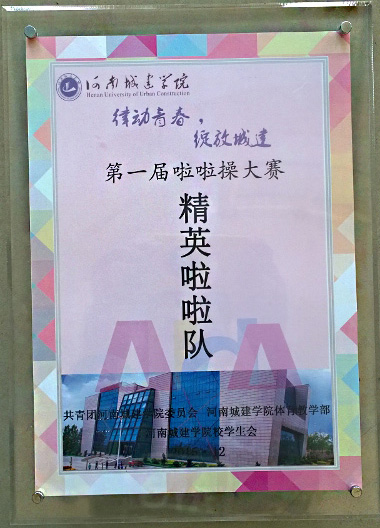 河南城建学院
Henan University of Urban Construction
律动青春，
绽放城建
第一届啦啦操大赛
精英啦啦队
共青团河南城建学院委员会 河南城建学院体育教学部
河南城建学院校学生会